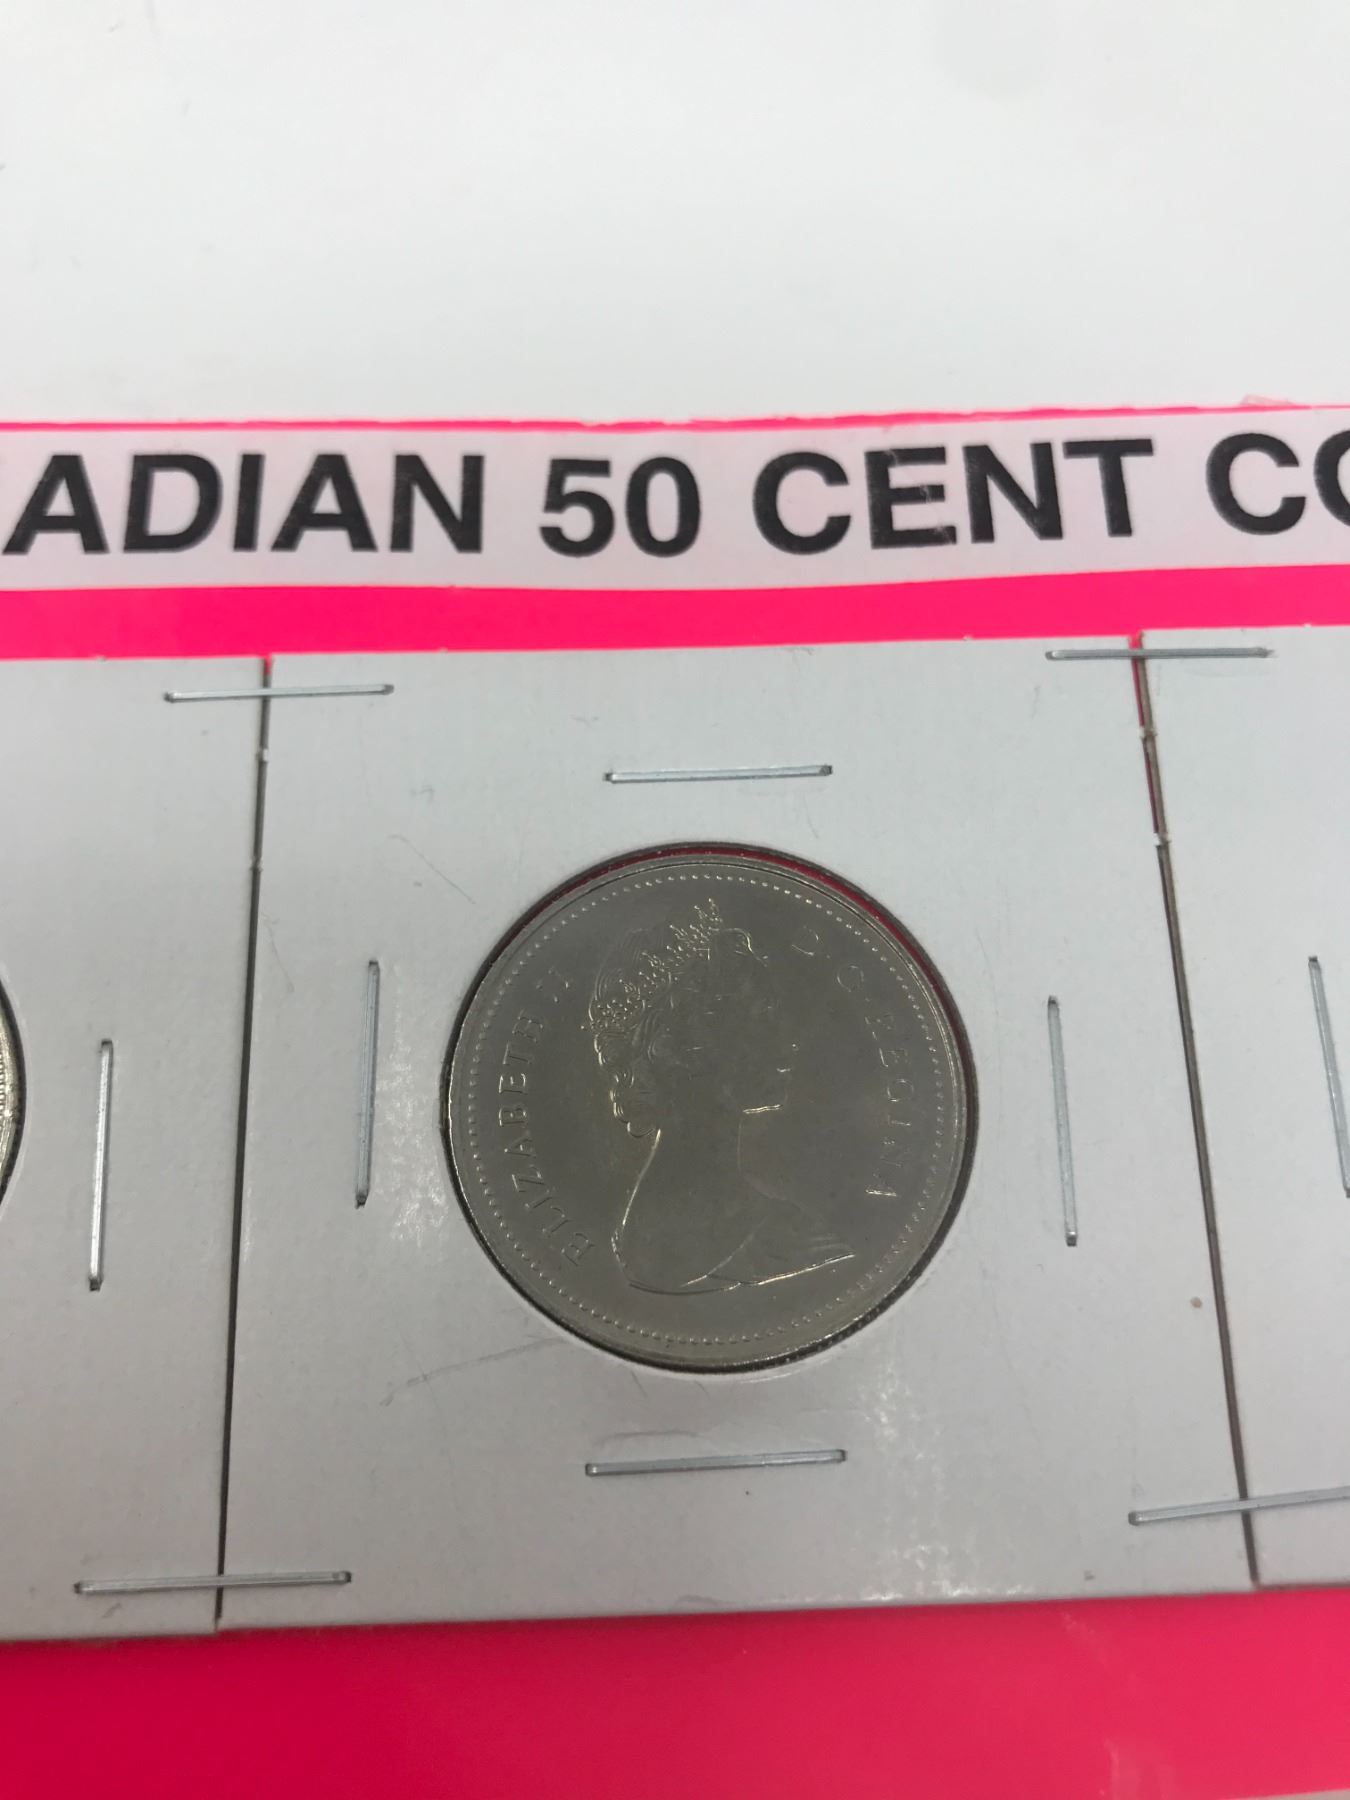 ADIAN 50 CENT CO
ELIZABETH II D·G·REGINA